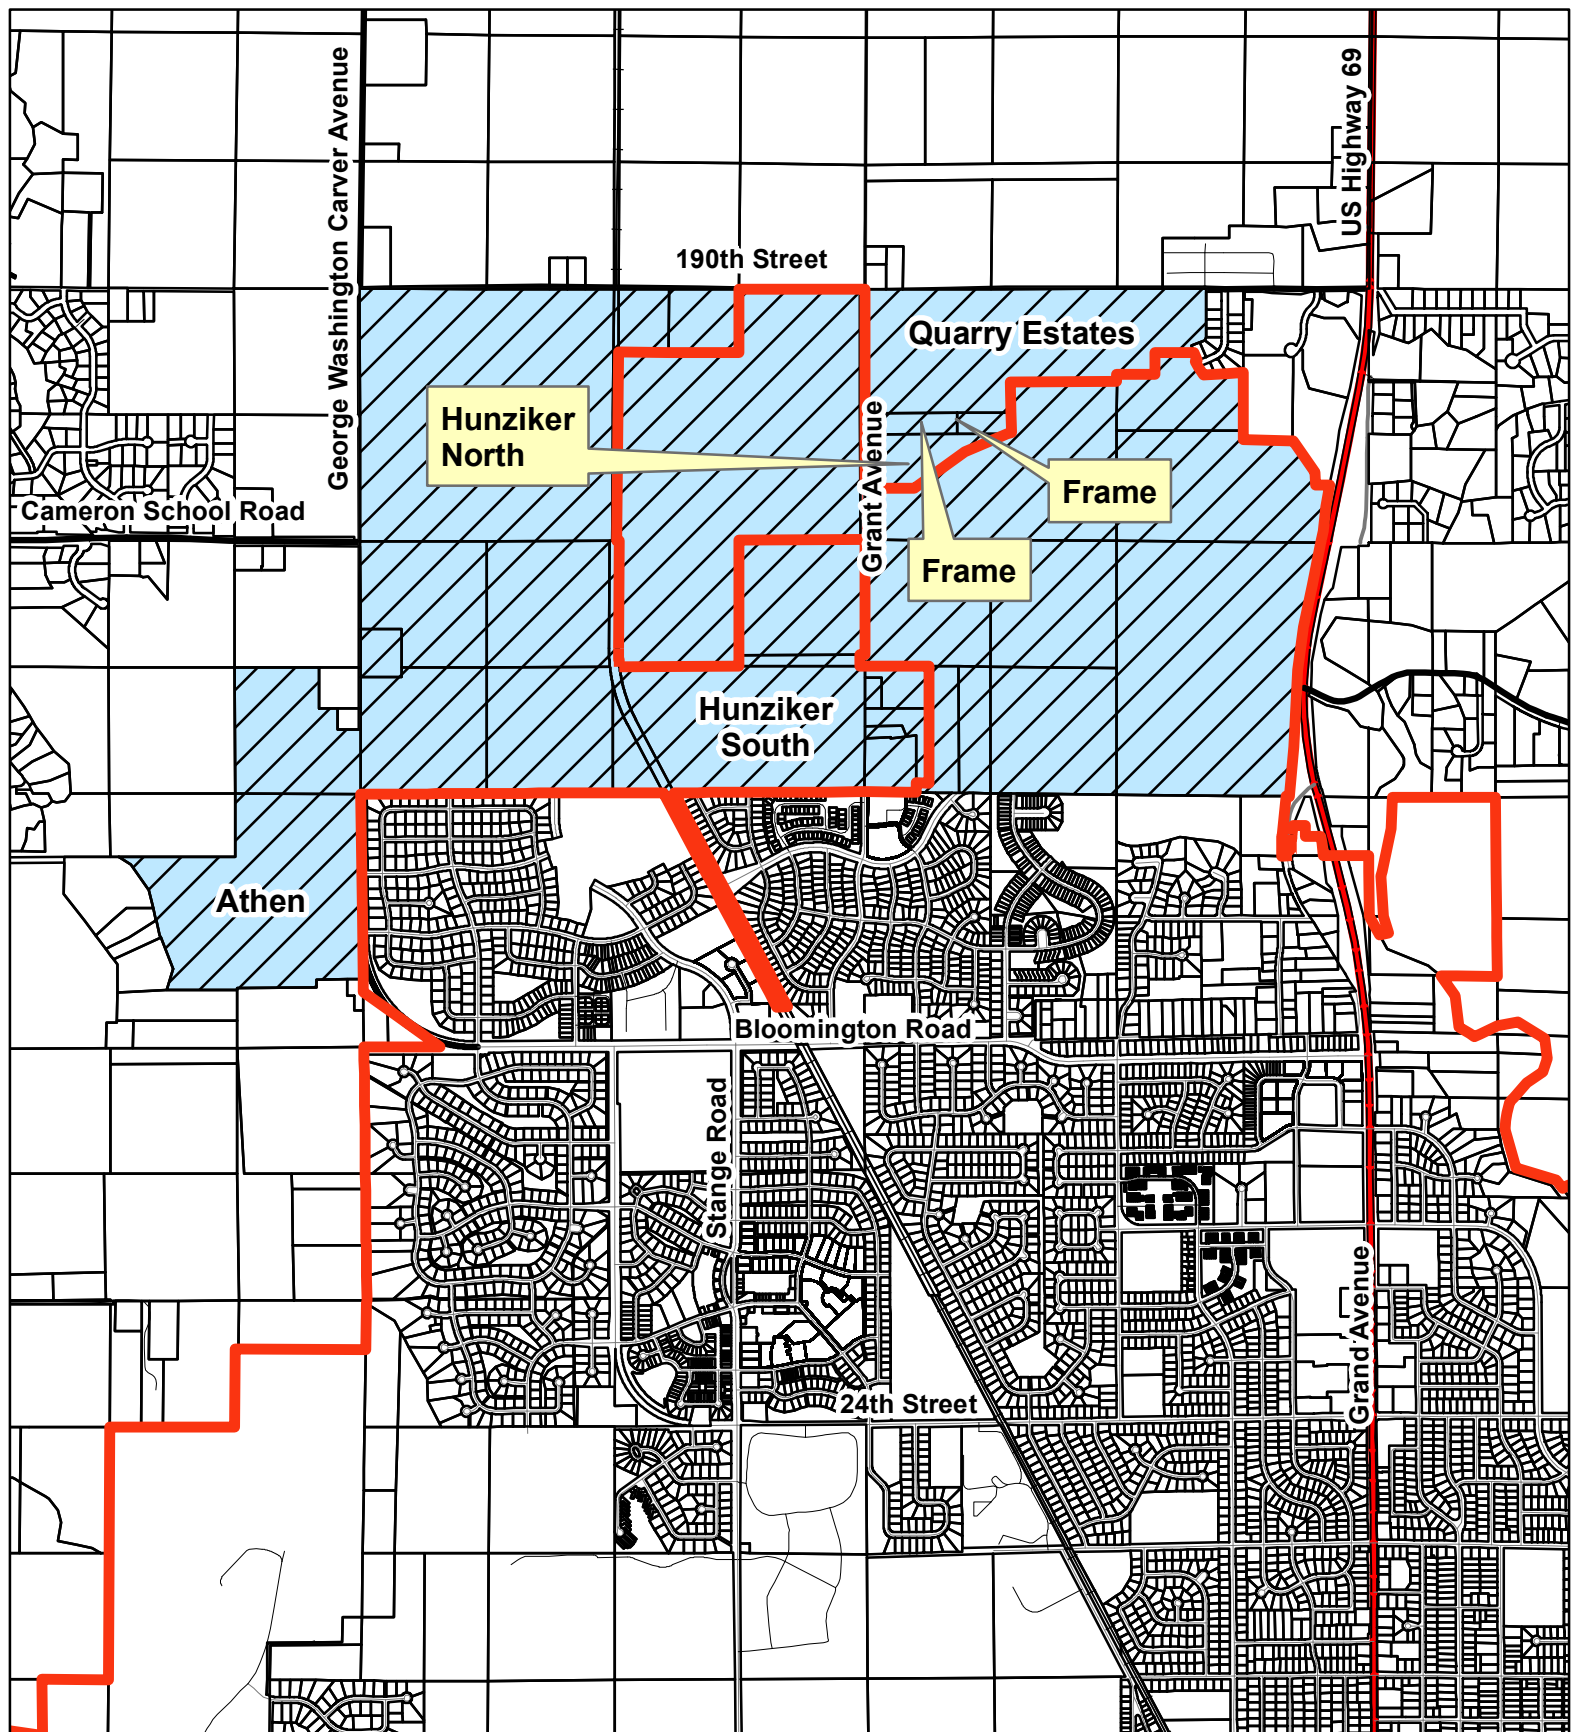 George Washington Carver Avenue
US Highway 69
190th Street
Quarry Estates
Hunziker
North
Grant Avenue
Frame
Cameron School Road
Frame
Hunziker
South
Athen
Bloomington Road
Stange Road
Grand Avenue
24th Street